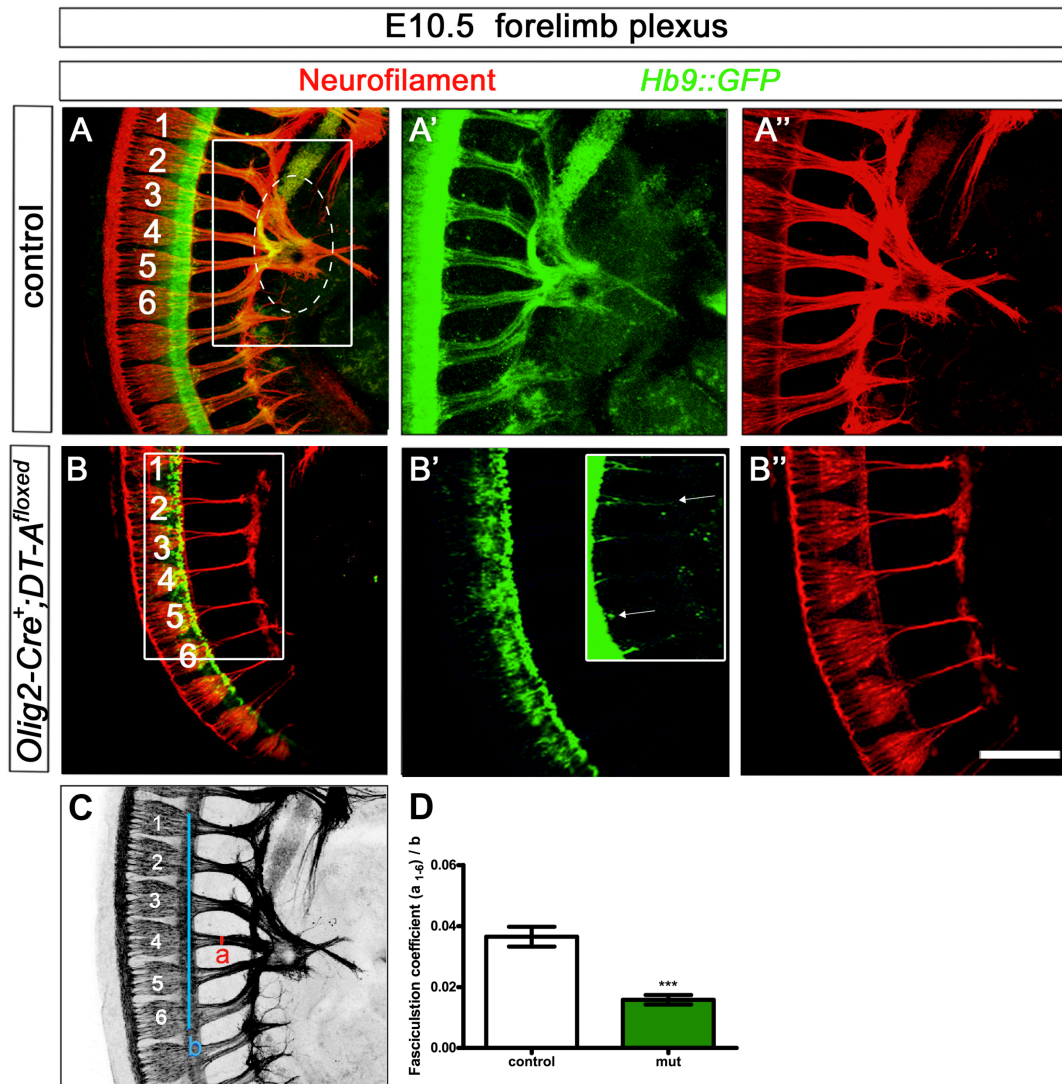 E10.5 forelimb plexus
Neurofilament Hb9::GFP
control
A
1
2
3
4
5
6
A'
A''
Olig2-Cre+;DT-Afloxed
B
1
2
3
4
5
6
B'
B''
C
1
2
3
4
5
6
a
b
D
Fasciculstion coefficient (a 1-6) / b
0.06
0.04
0.02
0.00
***
control
mut